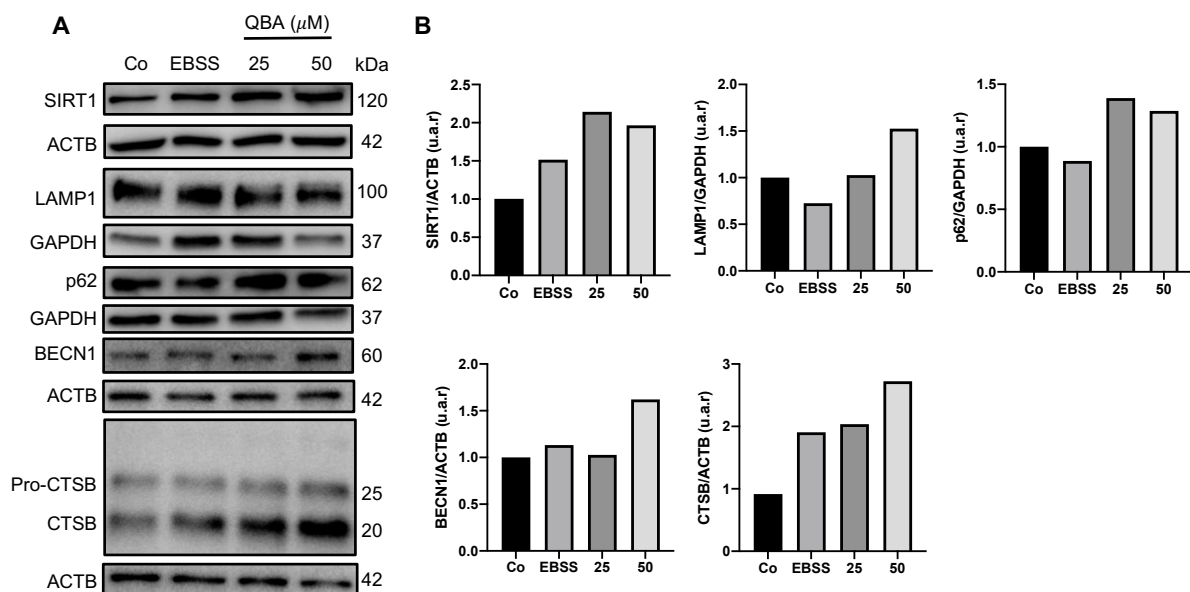 A
QBA (μM)
Co EBSS 25 50 kDa
SIRT1 120
ACTB 42
LAMP1 100
GAPDH 37
p62 62
GAPDH 37
BECN1 60
ACTB 42
Pro-CTSB 25
CTSB 20
ACTB 42
B
SIRT1/ACTB (u.a.r)
2.5
2.0
1.5
1.0
0.5
0.0
Co EBSS 25 50
LAMP1/GAPDH (u.a.r)
2.0
1.5
1.0
0.5
0.0
Co EBSS 25 50
p62/GAPDH (u.a.r)
1.5
1.0
0.5
0.0
Co EBSS 25 50
BECN1/ACTB (u.a.r)
2.0
1.5
1.0
0.5
0.0
Co EBSS 25 50
CTSB/ACTB (u.a.r)
3
2
1
0
Co EBSS 25 50